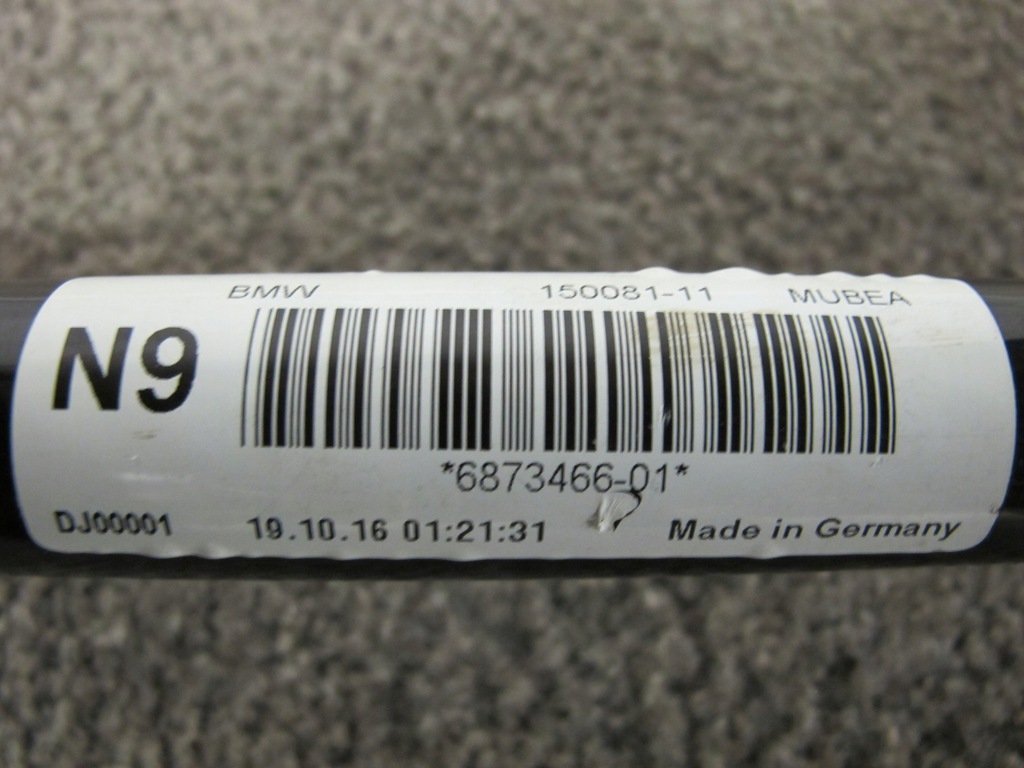 BMW 150081-11 MUBEA
N9
*6873466-01*
DJ00001 19.10.16 01:21:31 Made in Germany